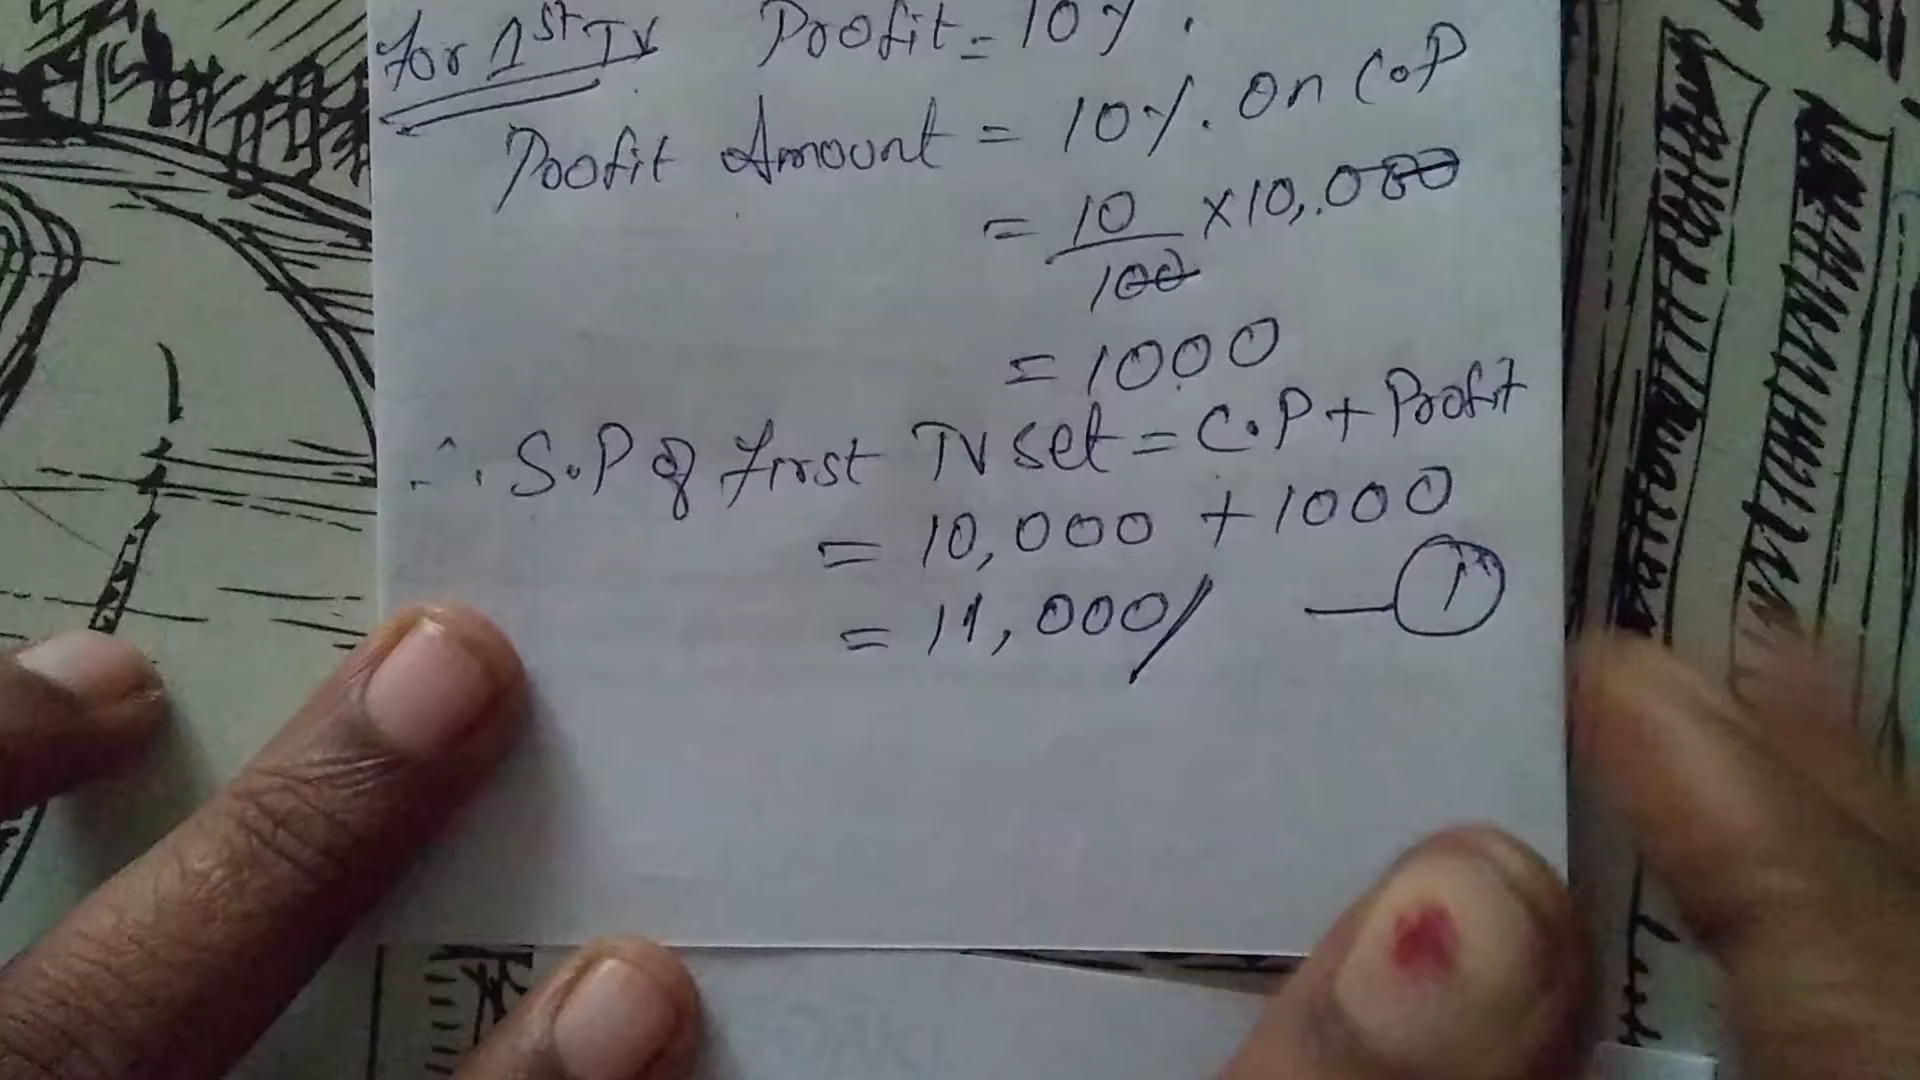 For 1st TV Profit = 10%.
Profit Amount = 10%. on C.P
= 10/100 × 10,000
= 1000
∴ S.P of First TV Set = C.P + Profit
= 10,000 + 1000
= 11,000/ — 1